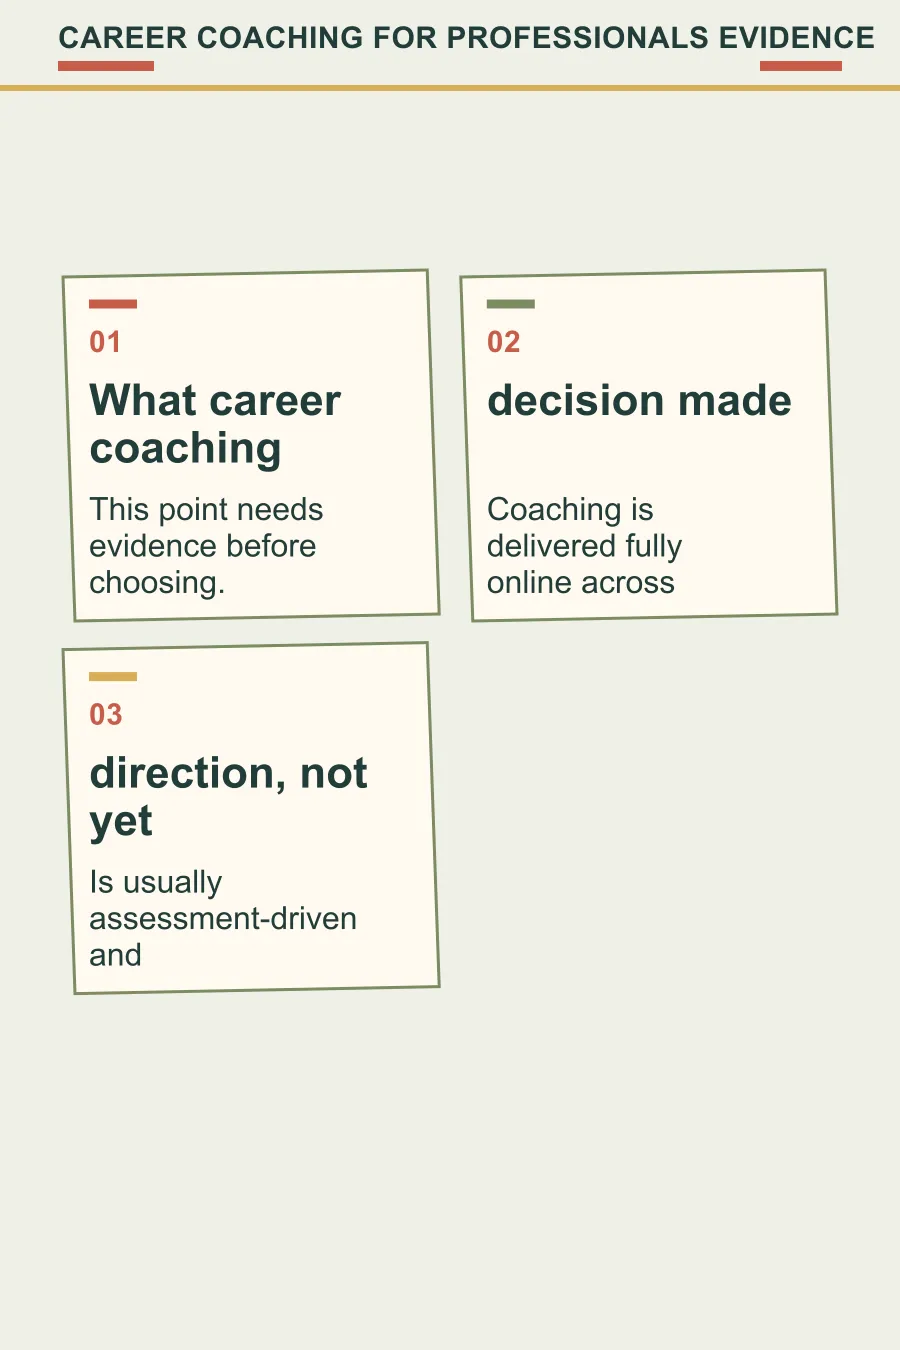 CAREER COACHING FOR PROFESSIONALS EVIDENCE
01
What career
coaching
This point needs
evidence before
choosing.
02
decision made
Coaching is
delivered fully
online across
03
direction, not
yet
Is usually
assessment-driven
and